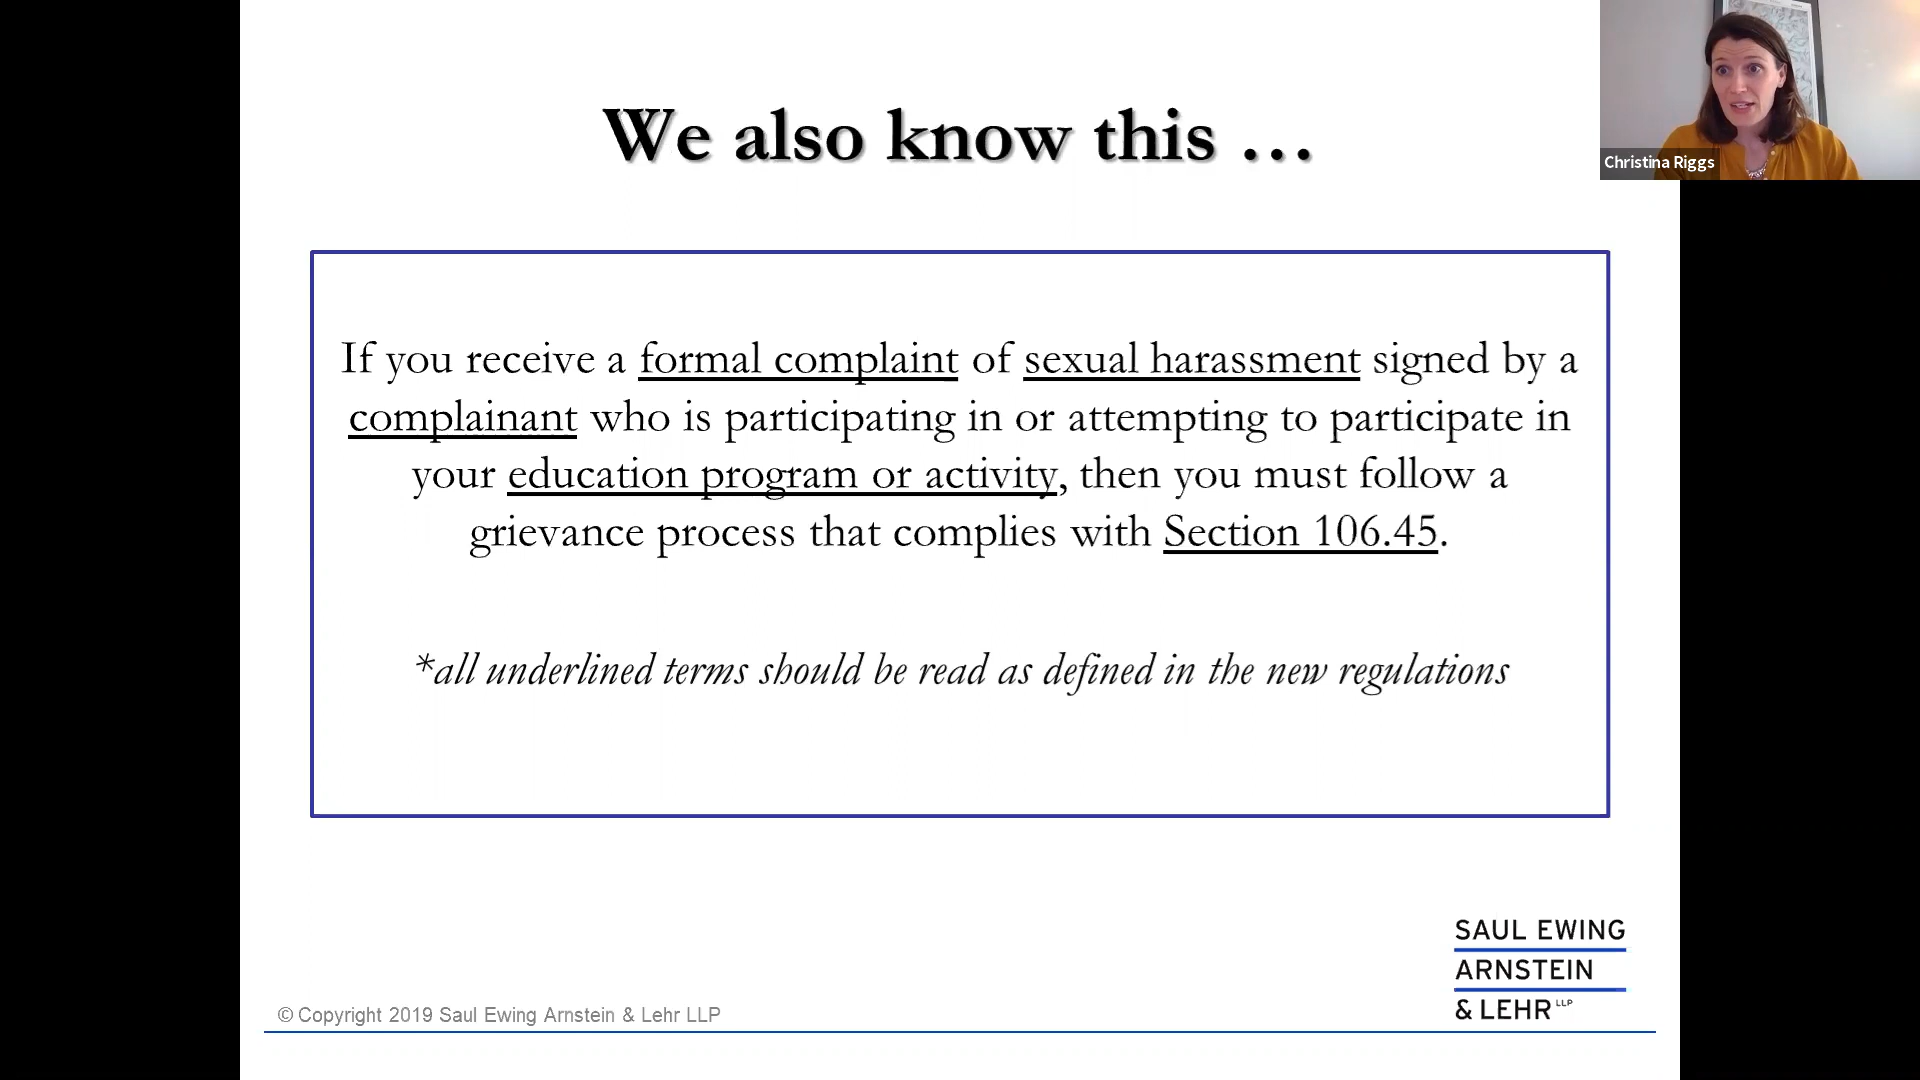 We also know this …
Christina Riggs
If you receive a formal complaint of sexual harassment signed by a
complainant who is participating in or attempting to participate in
your education program or activity, then you must follow a
grievance process that complies with Section 106.45.
*all underlined terms should be read as defined in the new regulations
SAUL EWING
ARNSTEIN
& LEHR LLP
© Copyright 2019 Saul Ewing Arnstein & Lehr LLP